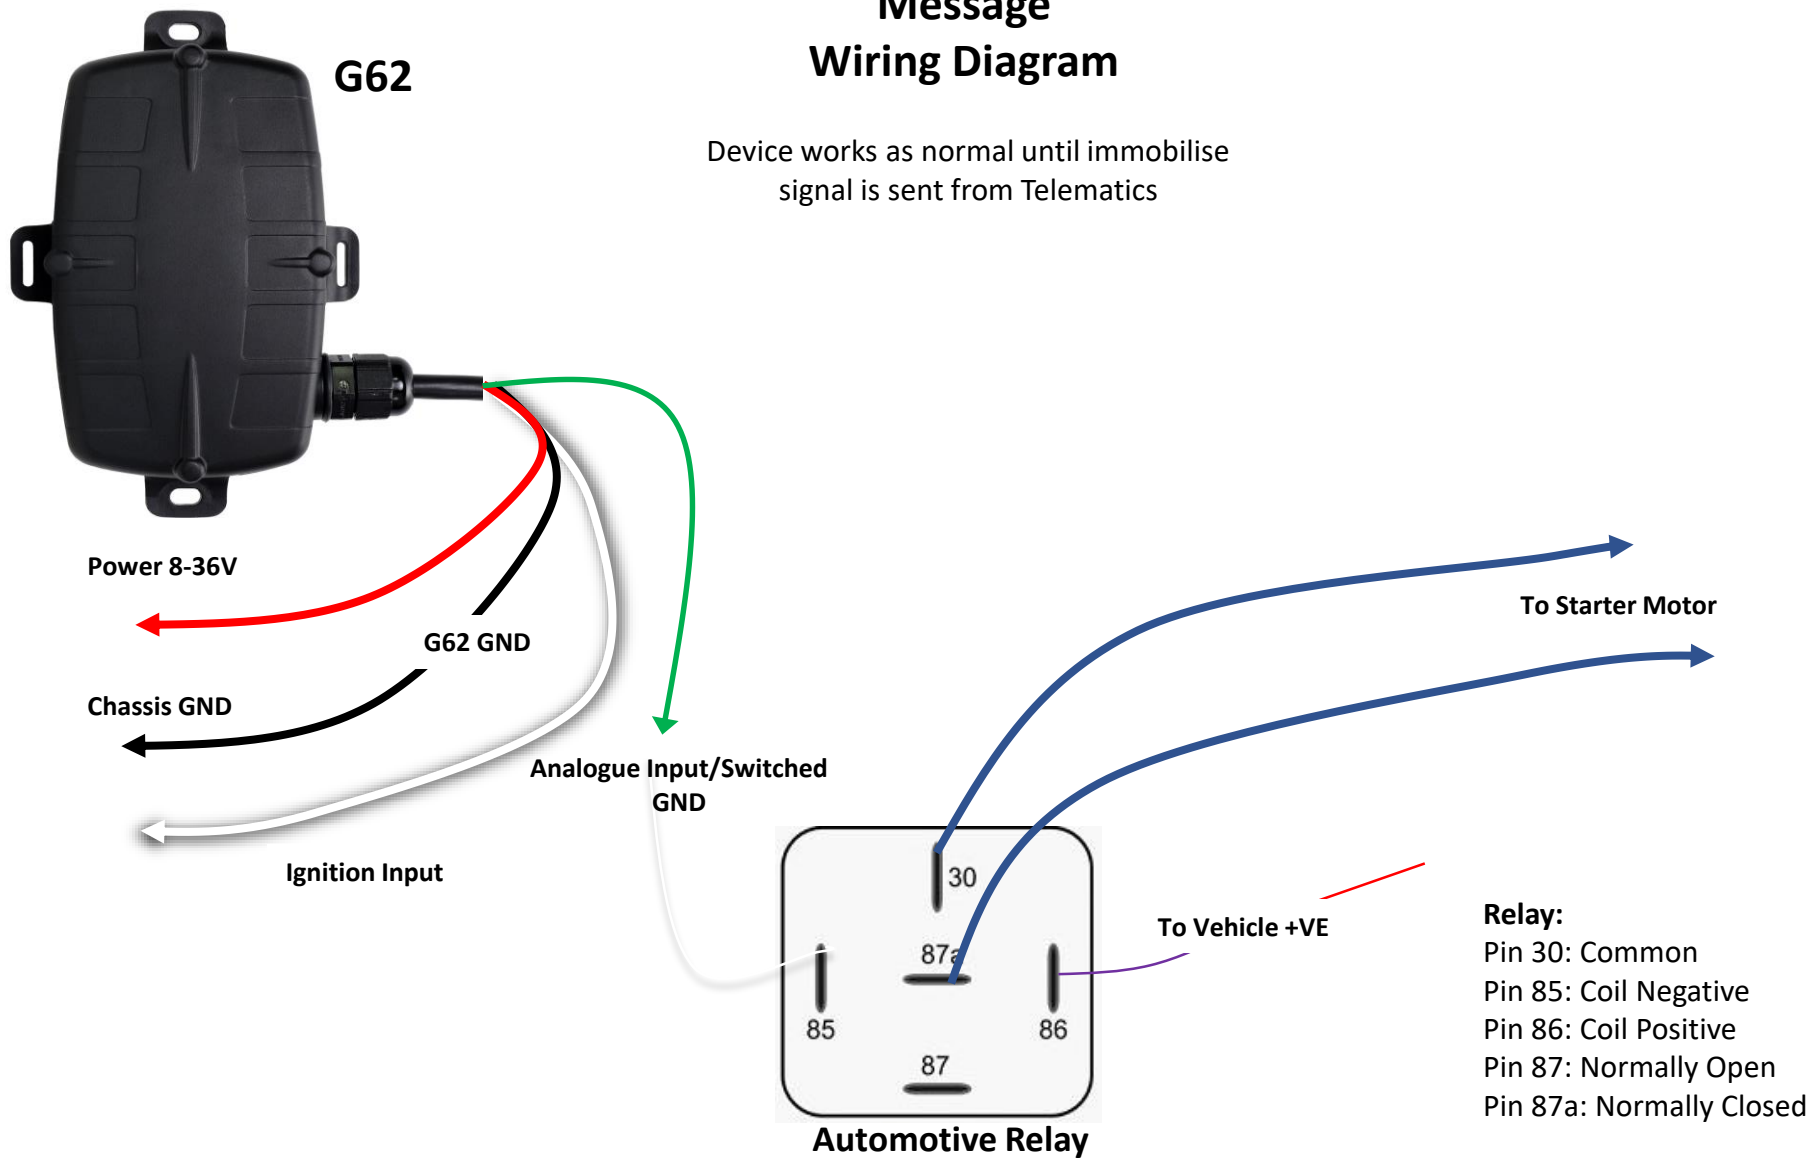 Message
Wiring Diagram
G62
Device works as normal until immobilise
signal is sent from Telematics
Power 8-36V
To Starter Motor
G62 GND
Chassis GND
Analogue Input/Switched
GND
Ignition Input
30
To Vehicle +VE
87a
85
86
87
Automotive Relay
Relay:
Pin 30: Common
Pin 85: Coil Negative
Pin 86: Coil Positive
Pin 87: Normally Open
Pin 87a: Normally Closed